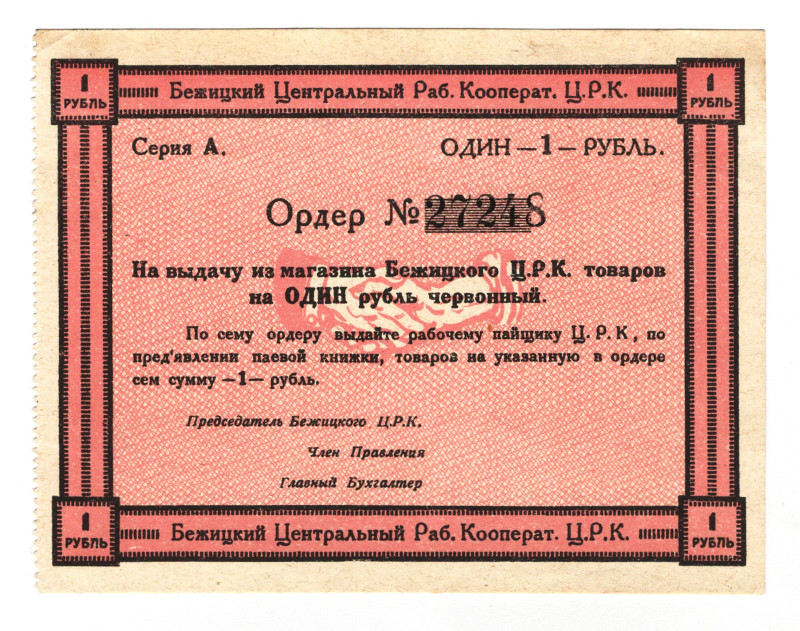 1 РУБЛЬ Бежицкий Центральный Раб. Кооперат. Ц.Р.К. 1 РУБЛЬ
Серия А. ОДИН —1— РУБЛЬ.
Ордер № 27248
На выдачу из магазина Бежицкого Ц.Р.К. товаров
на ОДИН рубль червонный.
По сему ордеру выдайте рабочему пайщику Ц. Р. К, по
пред'явлении паевой книжки, товаров на указанную в ордере
сем сумму —1— рубль.
Председатель Бежицкого Ц.Р.К.
Член Правления
Главный Бухгалтер
1 РУБЛЬ Бежицкий Центральный Раб. Кооперат. Ц.Р.К. 1 РУБЛЬ